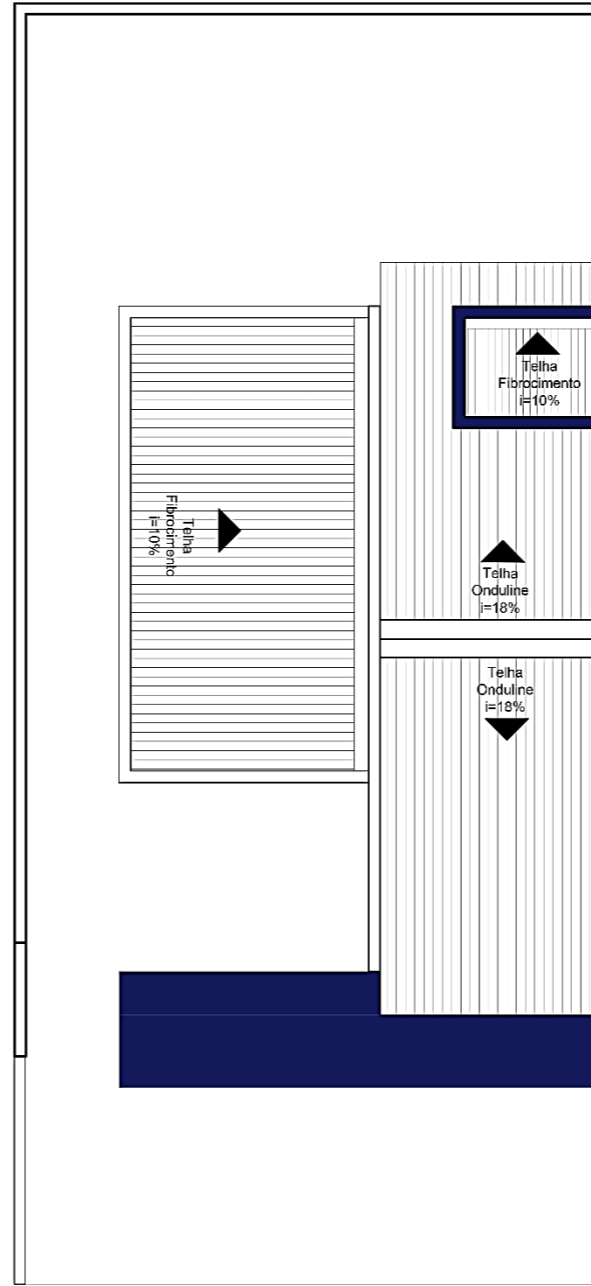 Telha
Fibrocimento
i=10%
Telha
Fibrocimento
i=10%
Telha
Onduline
i=18%
Telha
Onduline
i=18%